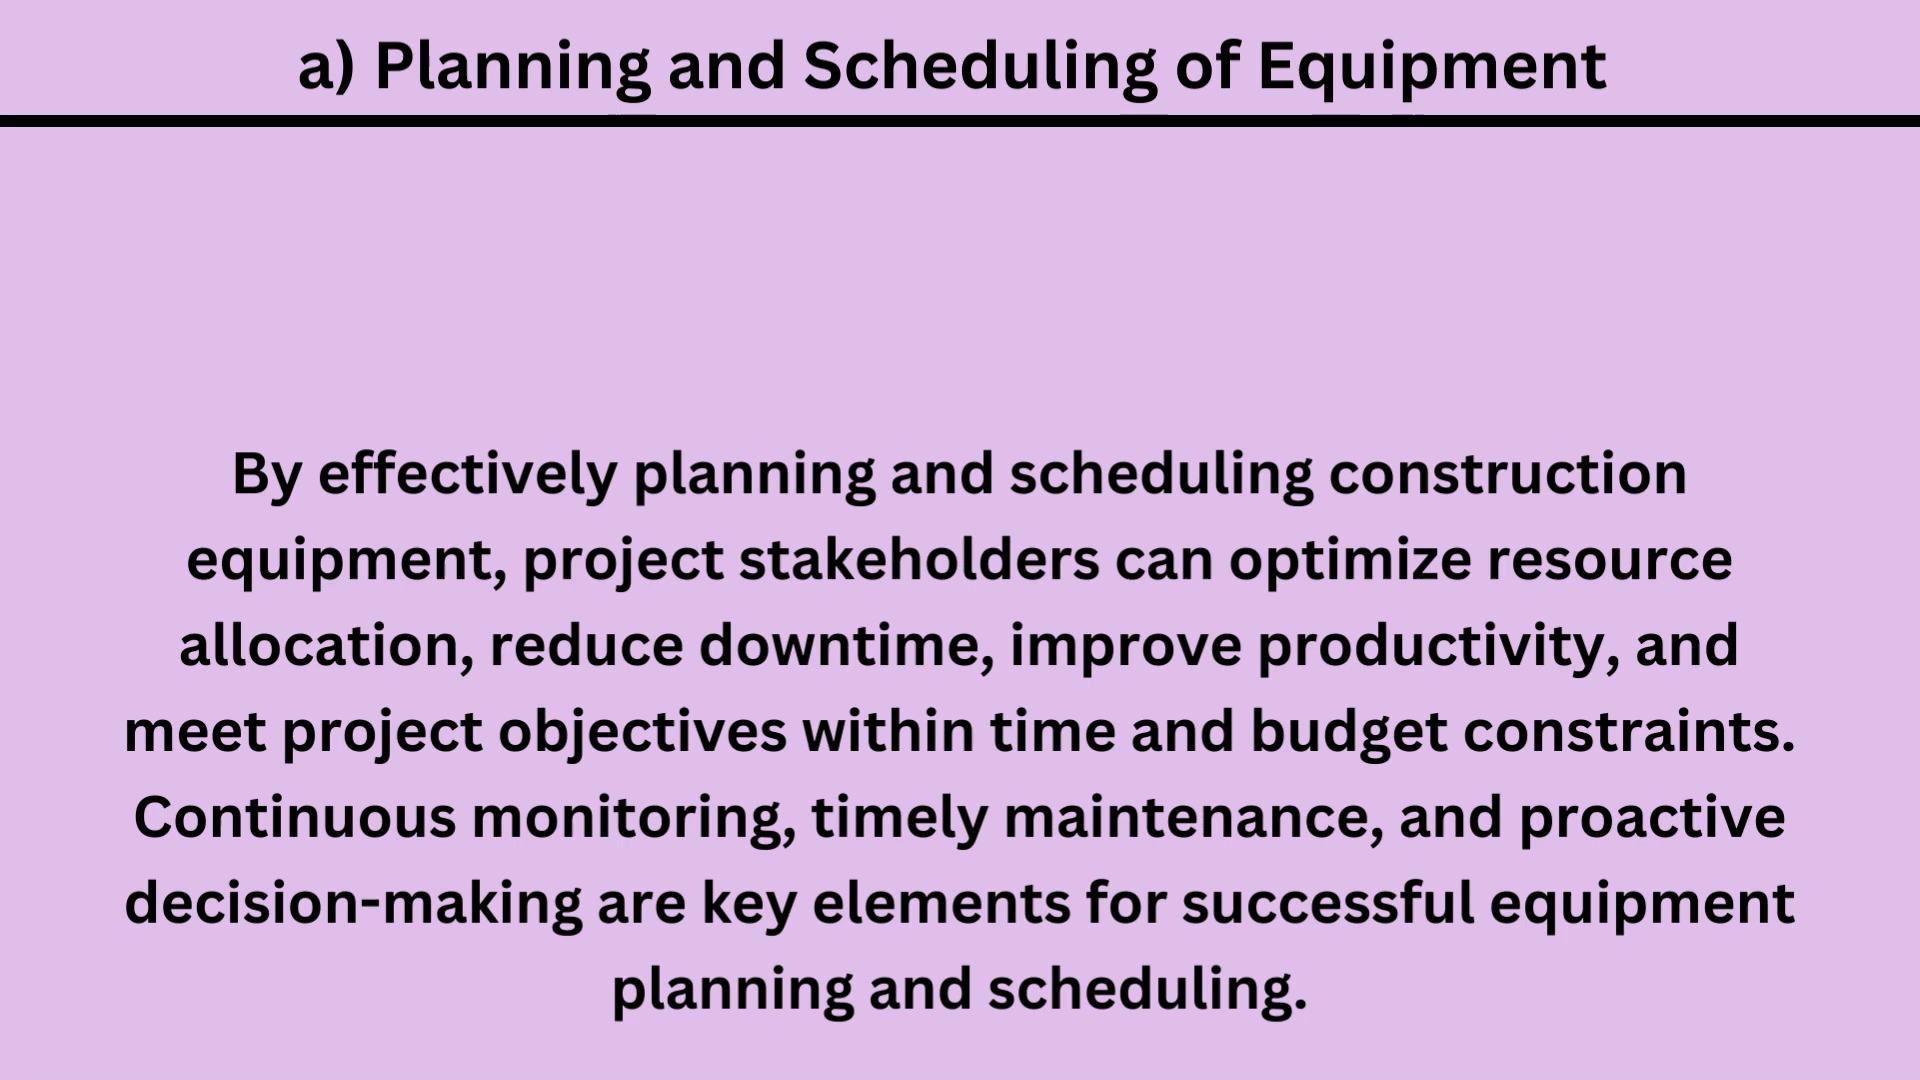 a) Planning and Scheduling of Equipment
By effectively planning and scheduling construction
equipment, project stakeholders can optimize resource
allocation, reduce downtime, improve productivity, and
meet project objectives within time and budget constraints.
Continuous monitoring, timely maintenance, and proactive
decision-making are key elements for successful equipment
planning and scheduling.